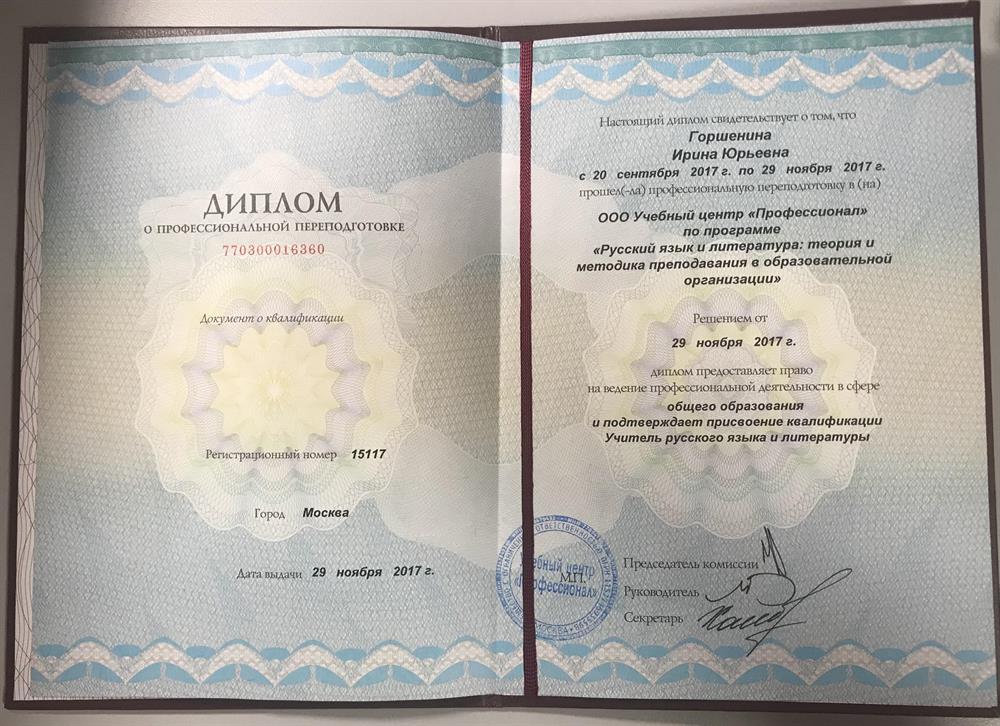 ДИПЛОМ
О ПРОФЕССИОНАЛЬНОЙ ПЕРЕПОДГОТОВКЕ
770300016360
Документ о квалификации
Регистрационный номер 15117
Город Москва
Дата выдачи 29 ноября 2017 г.
Настоящий диплом свидетельствует о том, что
Горшенина
Ирина Юрьевна
с 20 сентября 2017 г. по 29 ноября 2017 г.
прошел(-ла) профессиональную переподготовку в (на)
ООО Учебный центр «Профессионал»
по программе
«Русский язык и литература: теория и
методика преподавания в образовательной
организации»
Решением от
29 ноября 2017 г.
диплом предоставляет право
на ведение профессиональной деятельности в сфере
общего образования
и подтверждает присвоение квалификации
Учитель русского языка и литературы
М.П.
Председатель комиссии
Руководитель
Секретарь
центр
МОСКВА